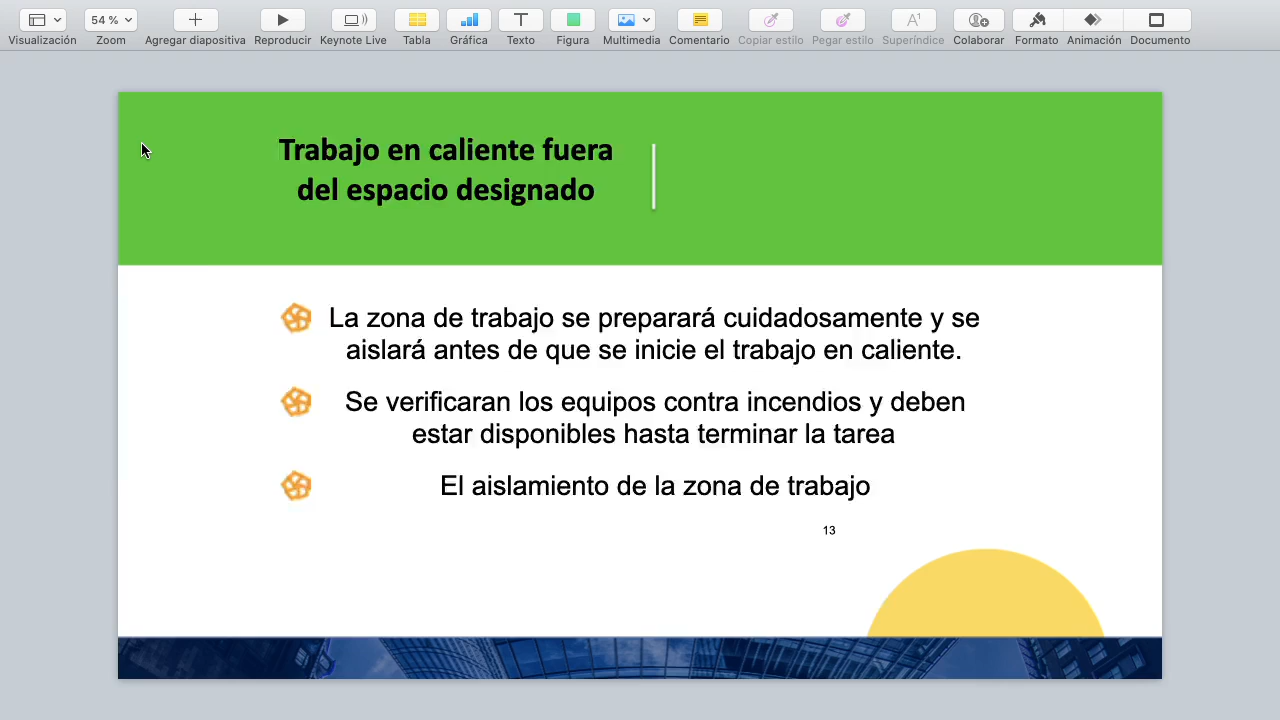 54 %
Visualización Zoom Agregar diapositiva Reproducir Keynote Live Tabla Gráfica Texto Figura Multimedia Comentario Copiar estilo Pegar estilo Superíndice Colaborar Formato Animación Documento
Trabajo en caliente fuera
del espacio designado
La zona de trabajo se preparará cuidadosamente y se
aislará antes de que se inicie el trabajo en caliente.
Se verificaran los equipos contra incendios y deben
estar disponibles hasta terminar la tarea
El aislamiento de la zona de trabajo
13